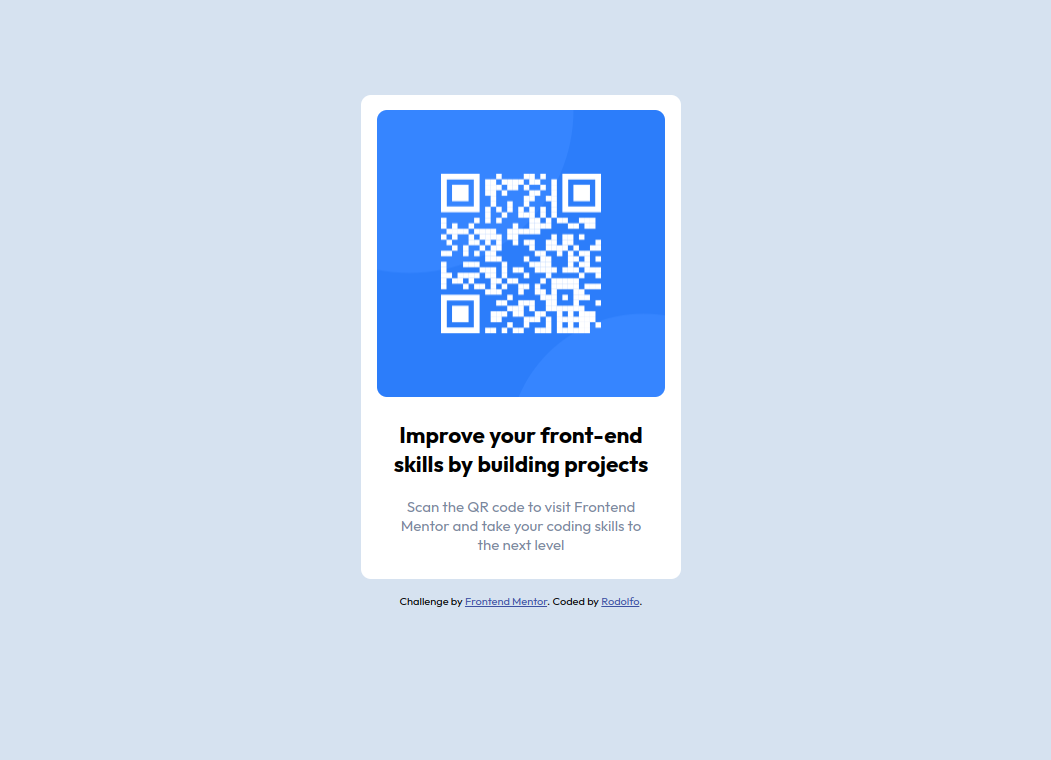 Improve your front-end
skills by building projects
Scan the QR code to visit Frontend
Mentor and take your coding skills to
the next level
Challenge by Frontend Mentor. Coded by Rodolfo.